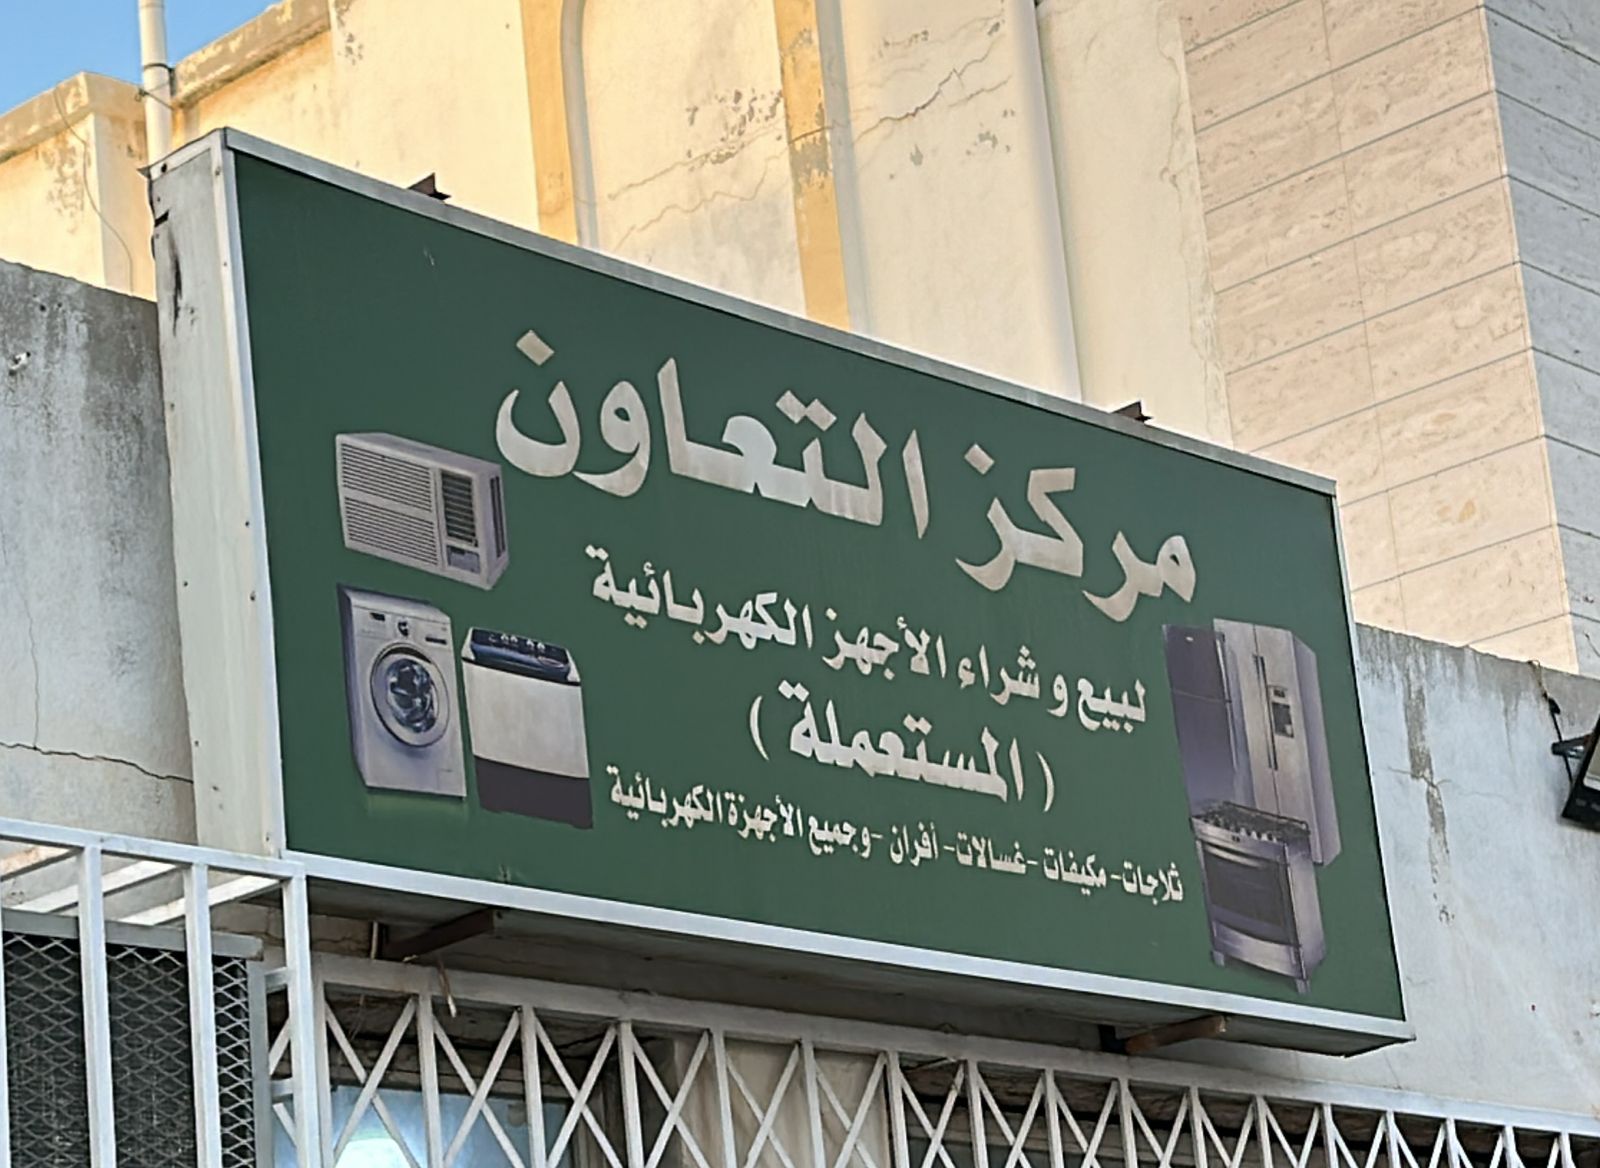 مركز التعاون
لبيع و شراء الأجهز الكهربائية
( المستعملة )
ثلاجات - مكيفات - غسالات - أفران - وجميع الأجهزة الكهربائية